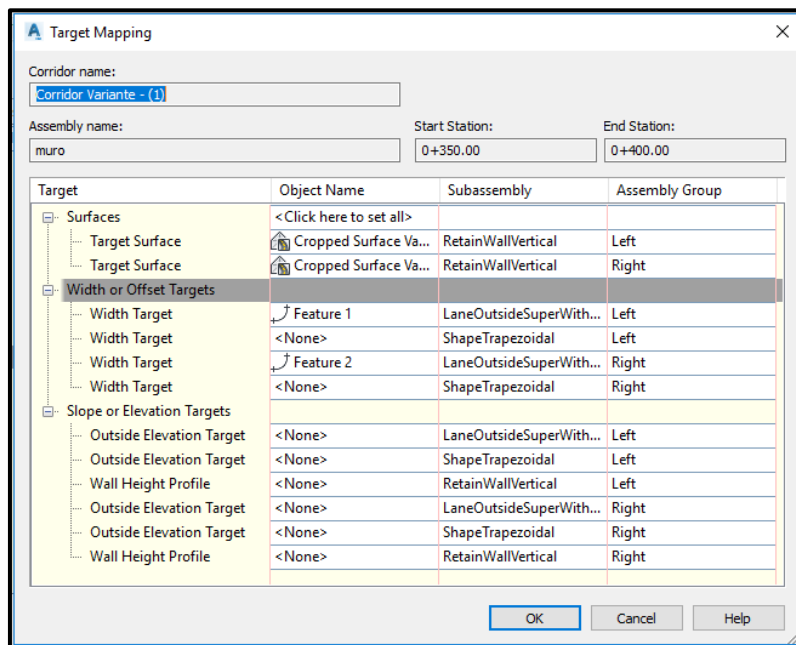 Target Mapping
Corridor name:
Corridor Variante - (1)
Assembly name: Start Station: End Station:
muro 0+350.00 0+400.00
Target Object Name Subassembly Assembly Group
Surfaces <Click here to set all>
Target Surface Cropped Surface Va... RetainWallVertical Left
Target Surface Cropped Surface Va... RetainWallVertical Right
Width or Offset Targets
Width Target Feature 1 LaneOutsideSuperWith... Left
Width Target <None> ShapeTrapezoidal Left
Width Target Feature 2 LaneOutsideSuperWith... Right
Width Target <None> ShapeTrapezoidal Right
Slope or Elevation Targets
Outside Elevation Target <None> LaneOutsideSuperWith... Left
Outside Elevation Target <None> ShapeTrapezoidal Left
Wall Height Profile <None> RetainWallVertical Left
Outside Elevation Target <None> LaneOutsideSuperWith... Right
Outside Elevation Target <None> ShapeTrapezoidal Right
Wall Height Profile <None> RetainWallVertical Right
OK Cancel Help